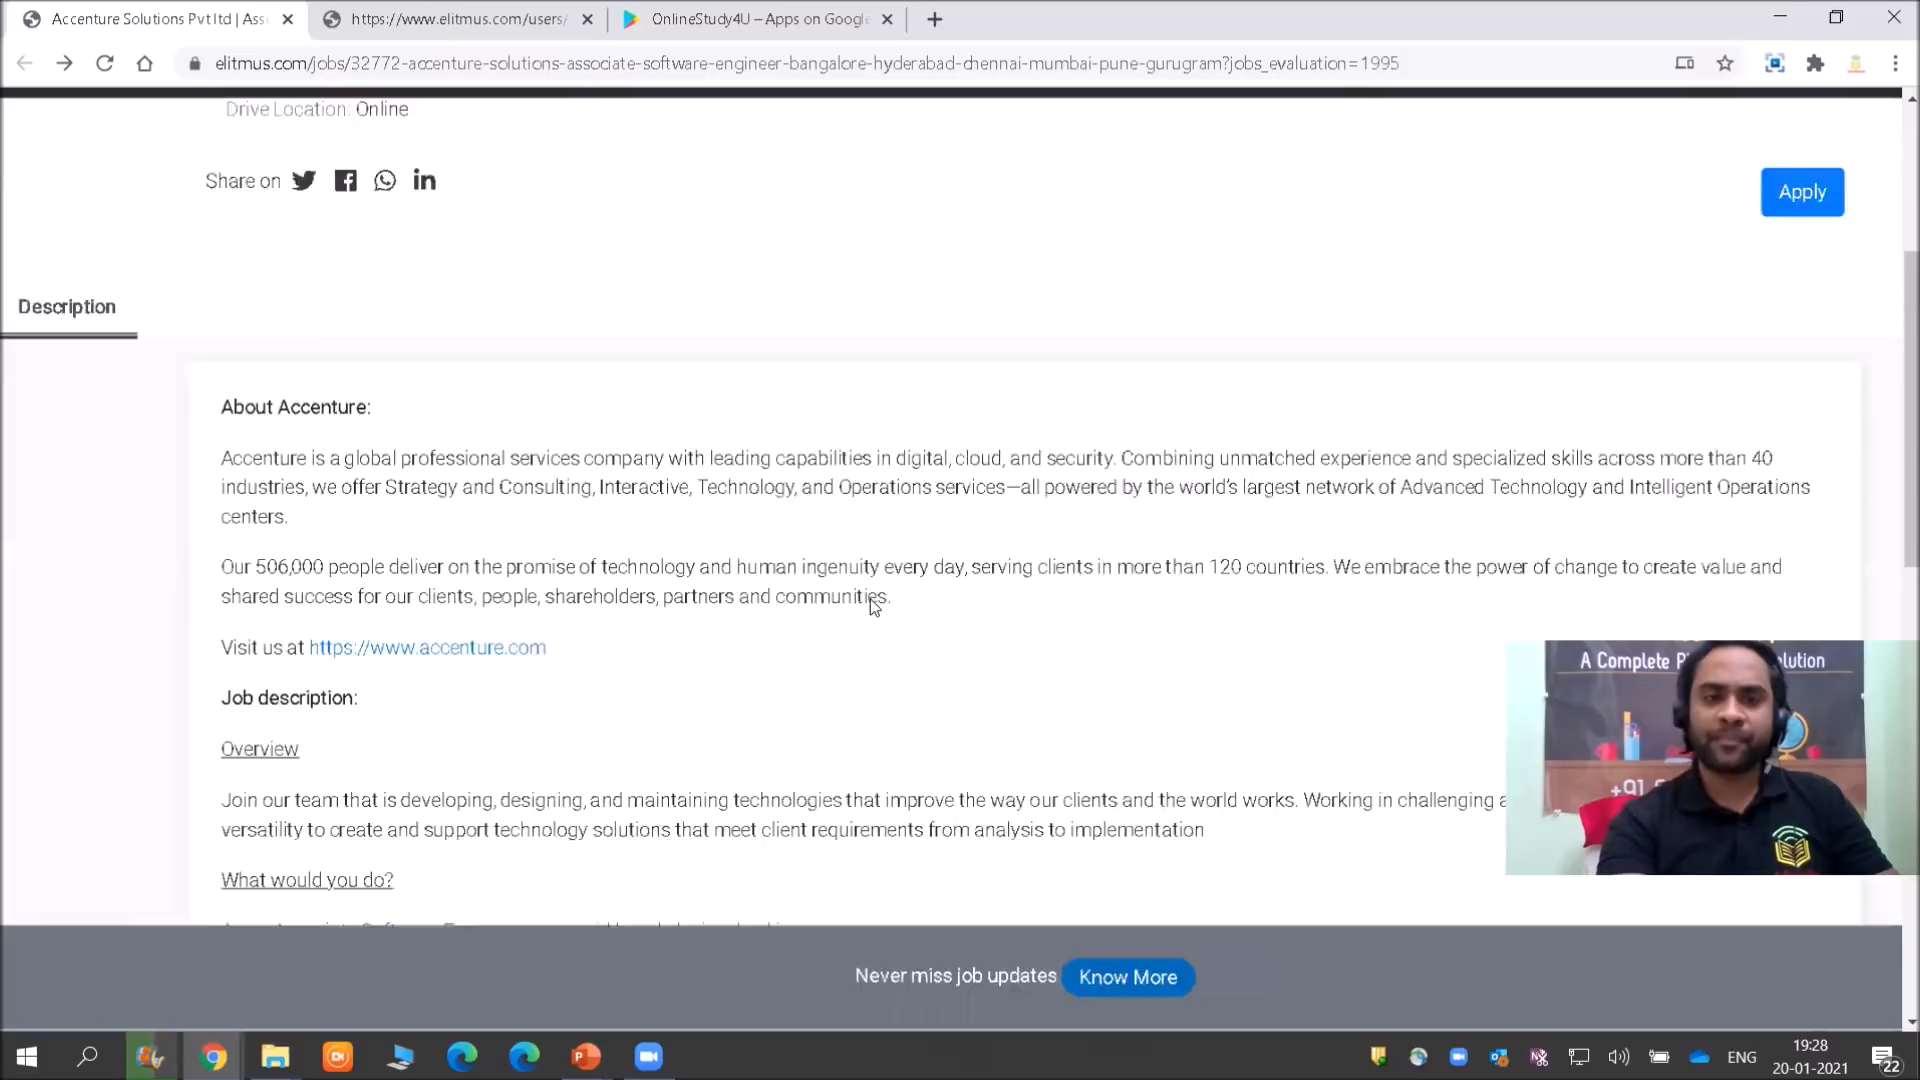 Accenture Solutions Pvt ltd | Ass
https://www.elitmus.com/users/
OnlineStudy4U – Apps on Google
elitmus.com/jobs/32772-accenture-solutions-associate-software-engineer-bangalore-hyderabad-chennai-mumbai-pune-gurugram?jobs_evaluation=1995
Drive Location: Online
Share on
Apply
Description
About Accenture:
Accenture is a global professional services company with leading capabilities in digital, cloud, and security. Combining unmatched experience and specialized skills across more than 40
industries, we offer Strategy and Consulting, Interactive, Technology, and Operations services—all powered by the world's largest network of Advanced Technology and Intelligent Operations
centers.
Our 506,000 people deliver on the promise of technology and human ingenuity every day, serving clients in more than 120 countries. We embrace the power of change to create value and
shared success for our clients, people, shareholders, partners and communities.
Visit us at https://www.accenture.com
Job description:
Overview
Join our team that is developing, designing, and maintaining technologies that improve the way our clients and the world works. Working in challenging a
versatility to create and support technology solutions that meet client requirements from analysis to implementation
What would you do?
A Complete P lution
+91
Never miss job updates Know More
ENG
19:28
20-01-2021
22